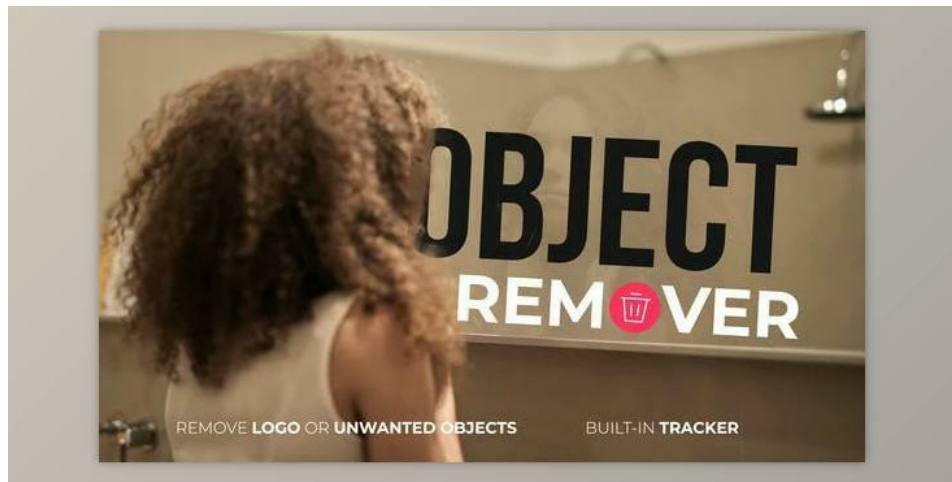 OBJECT
REMOVER
REMOVE LOGO OR UNWANTED OBJECTS
BUILT-IN TRACKER